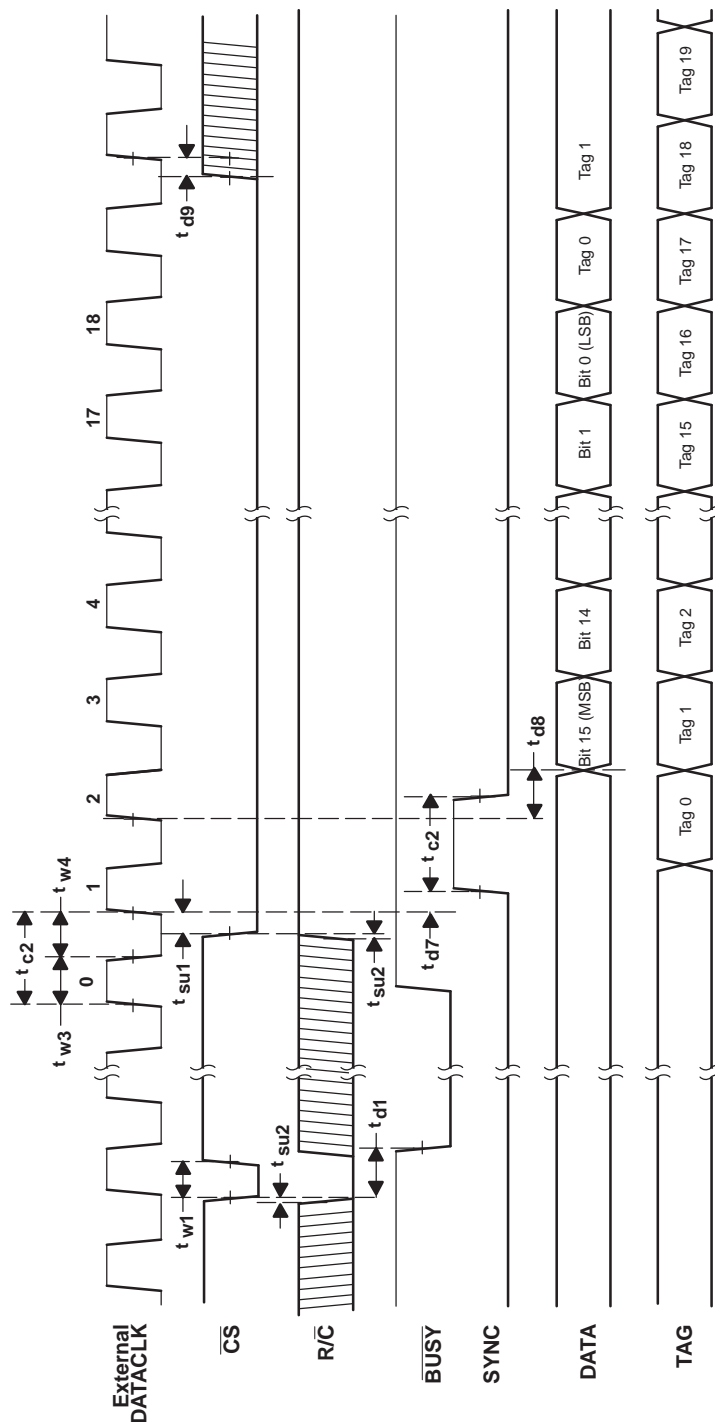 External
DATACLK
0 1 2 3 4 17 18
t w3 t c2 t w4
CS
t w1 t su1 t d9
R/C
t su2 t su2
BUSY
t d1 t d7 t c2
SYNC
t d8
DATA
Bit 15 (MSB) Bit 14 Bit 1 Bit 0 (LSB) Tag 0 Tag 1
TAG
Tag 0 Tag 1 Tag 2 Tag 15 Tag 16 Tag 17 Tag 18 Tag 19